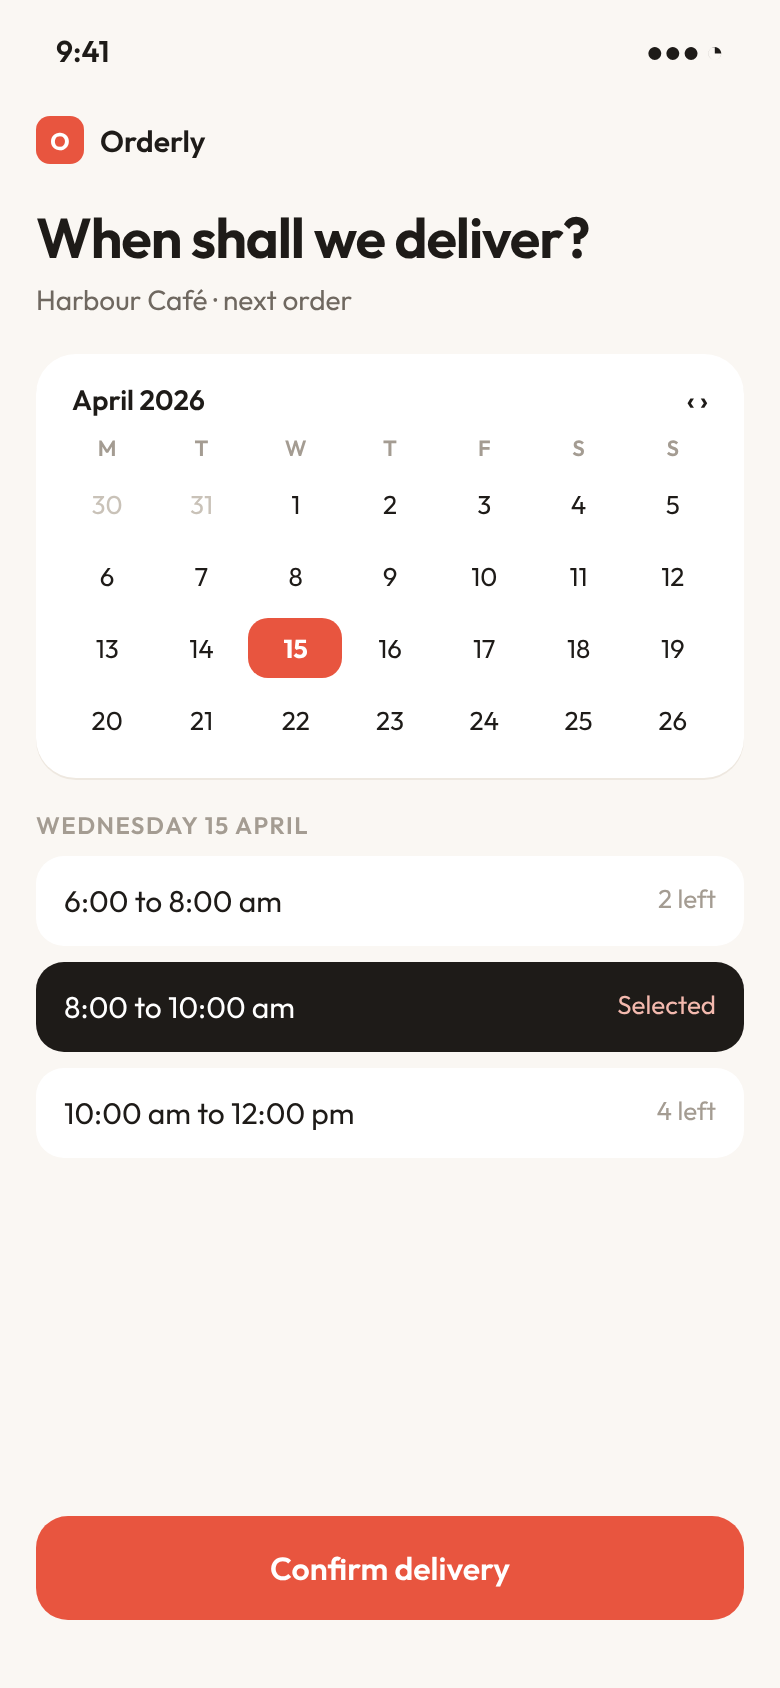 9:41
O Orderly
When shall we deliver?
Harbour Café · next order
April 2026 ‹ ›
M T W T F S S
30 31 1 2 3 4 5
6 7 8 9 10 11 12
13 14 15 16 17 18 19
20 21 22 23 24 25 26
WEDNESDAY 15 APRIL
6:00 to 8:00 am 2 left
8:00 to 10:00 am Selected
10:00 am to 12:00 pm 4 left
Confirm delivery